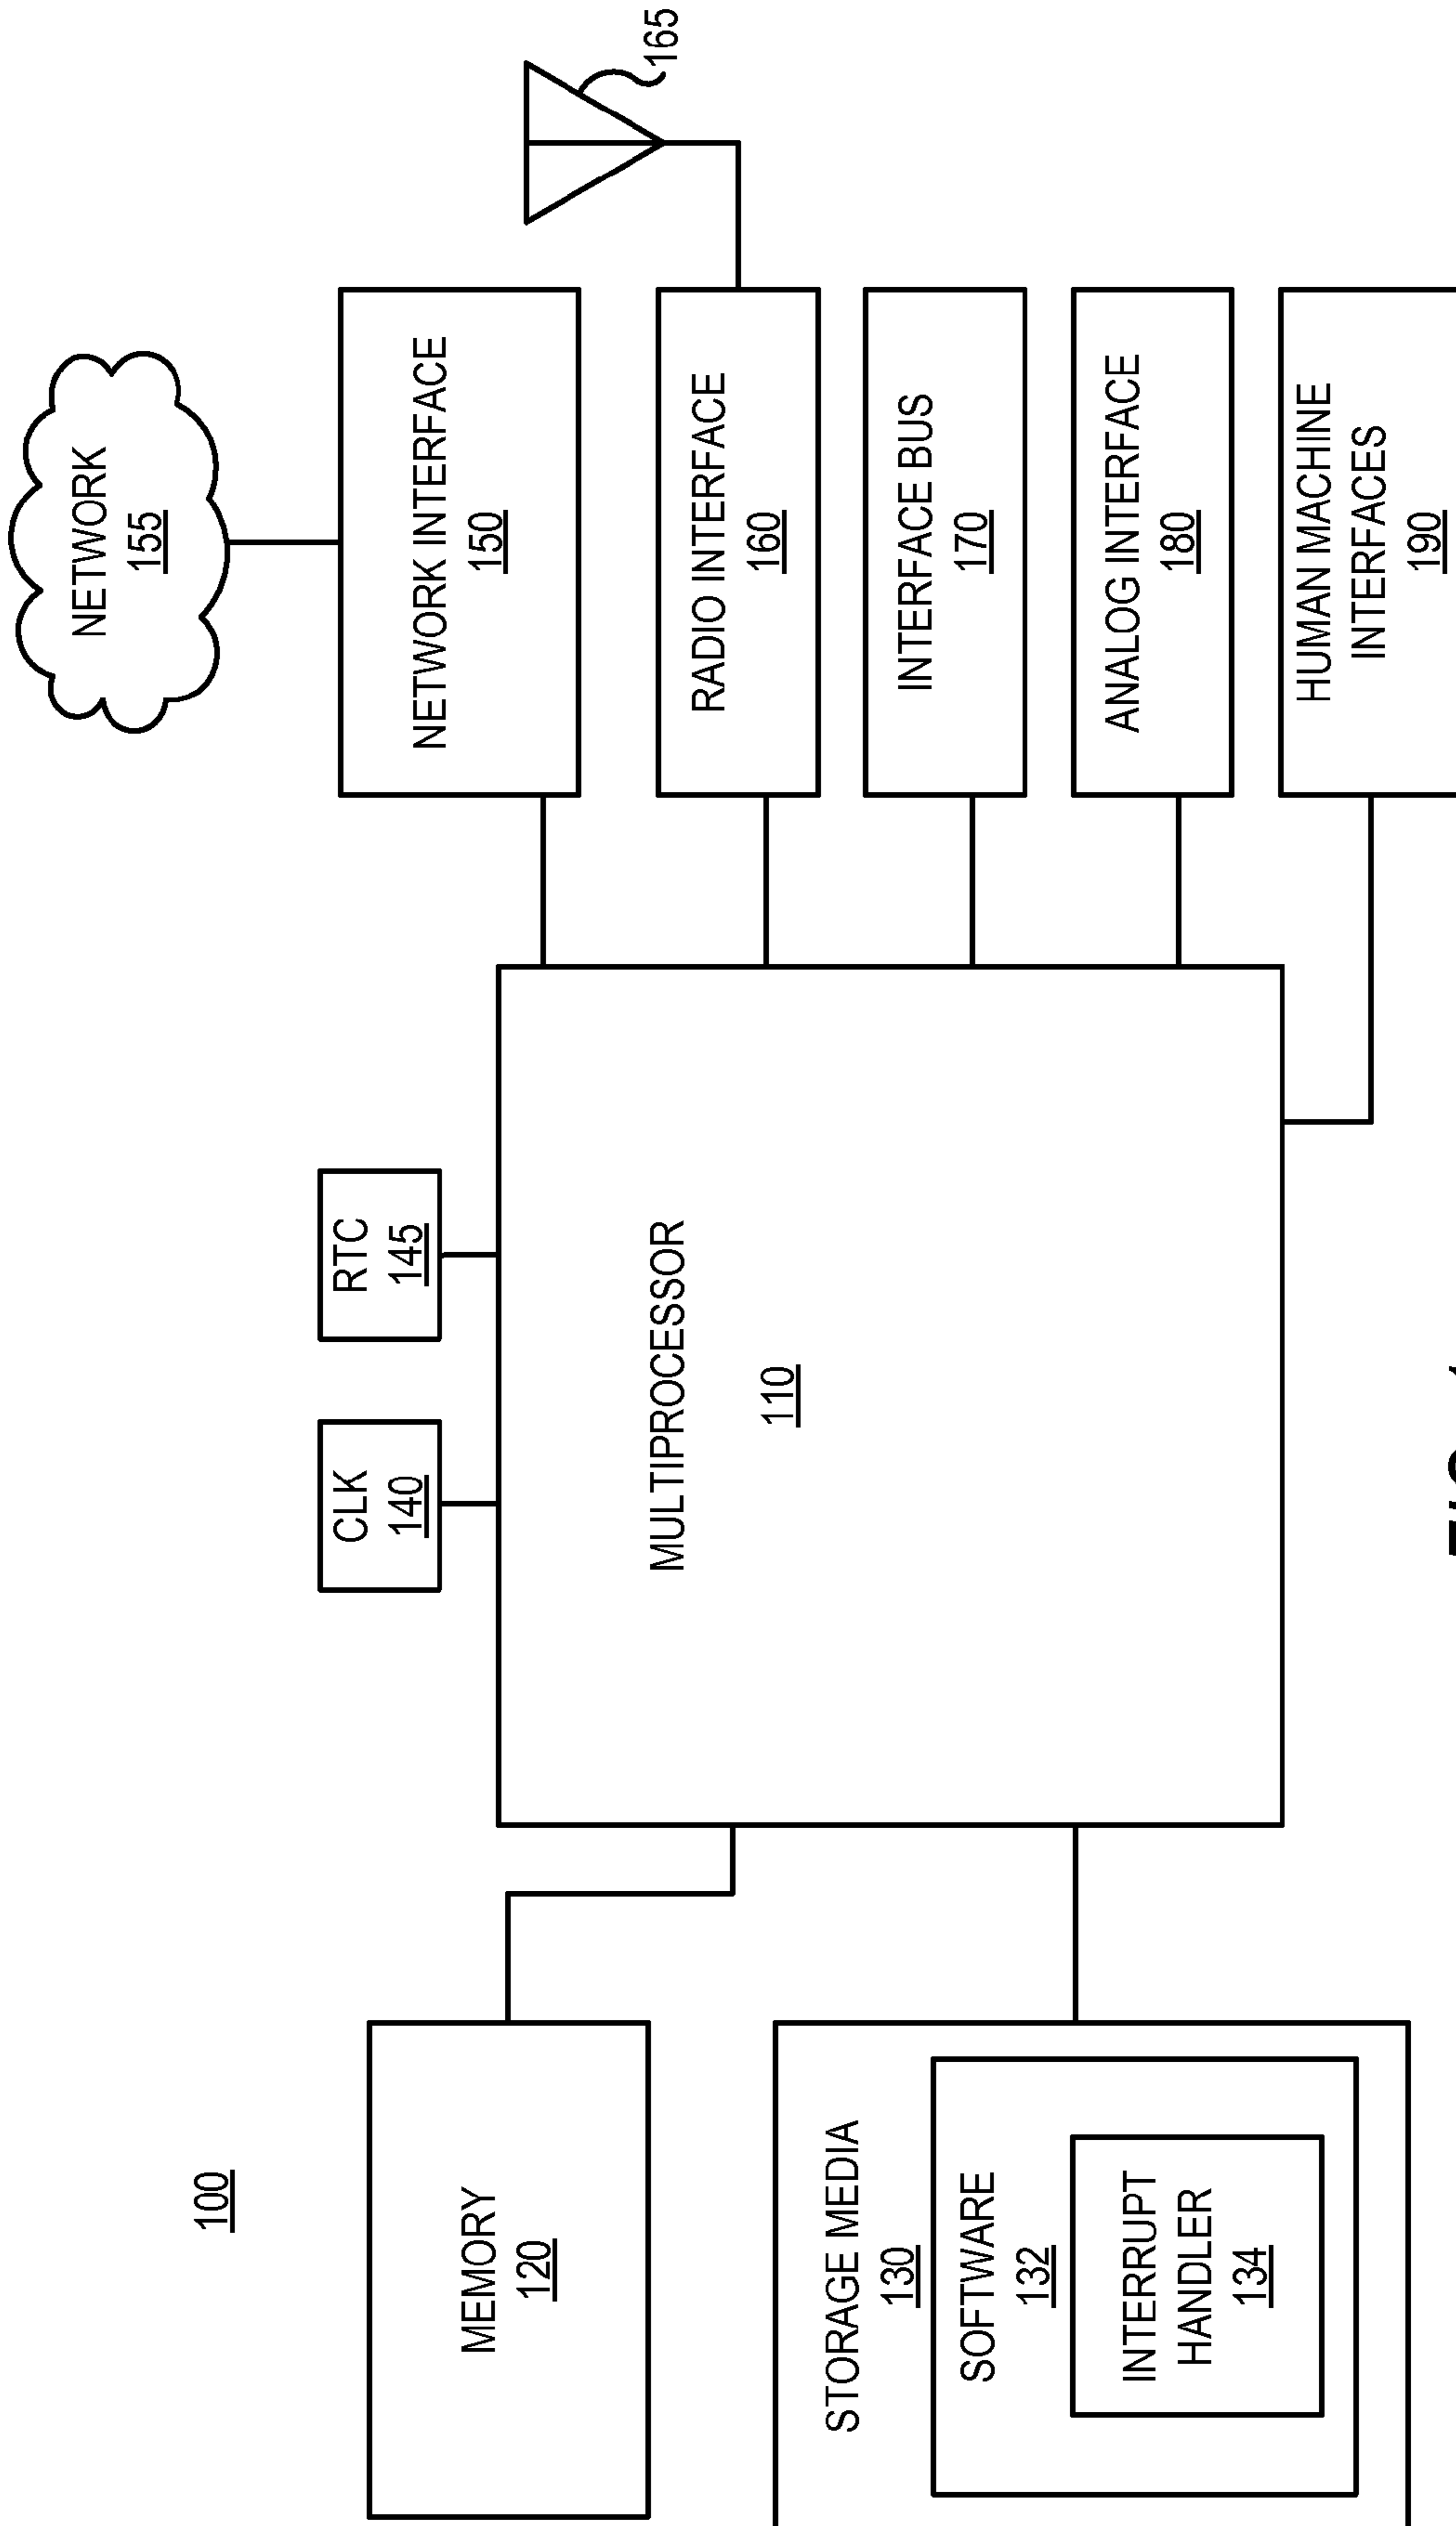 100
MEMORY
120
STORAGE MEDIA
130
SOFTWARE
132
INTERRUPT
HANDLER
134
CLK
140
RTC
145
MULTIPROCESSOR
110
NETWORK
155
NETWORK INTERFACE
150
165
RADIO INTERFACE
160
INTERFACE BUS
170
ANALOG INTERFACE
180
HUMAN MACHINE
INTERFACES
190